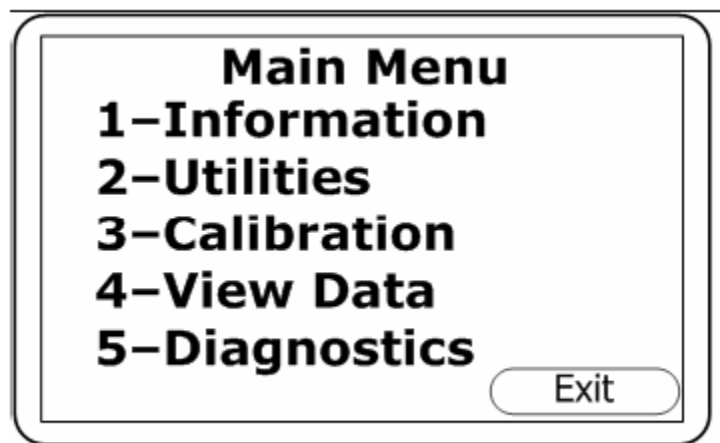 Main Menu
1–Information
2–Utilities
3–Calibration
4–View Data
5–Diagnostics
Exit